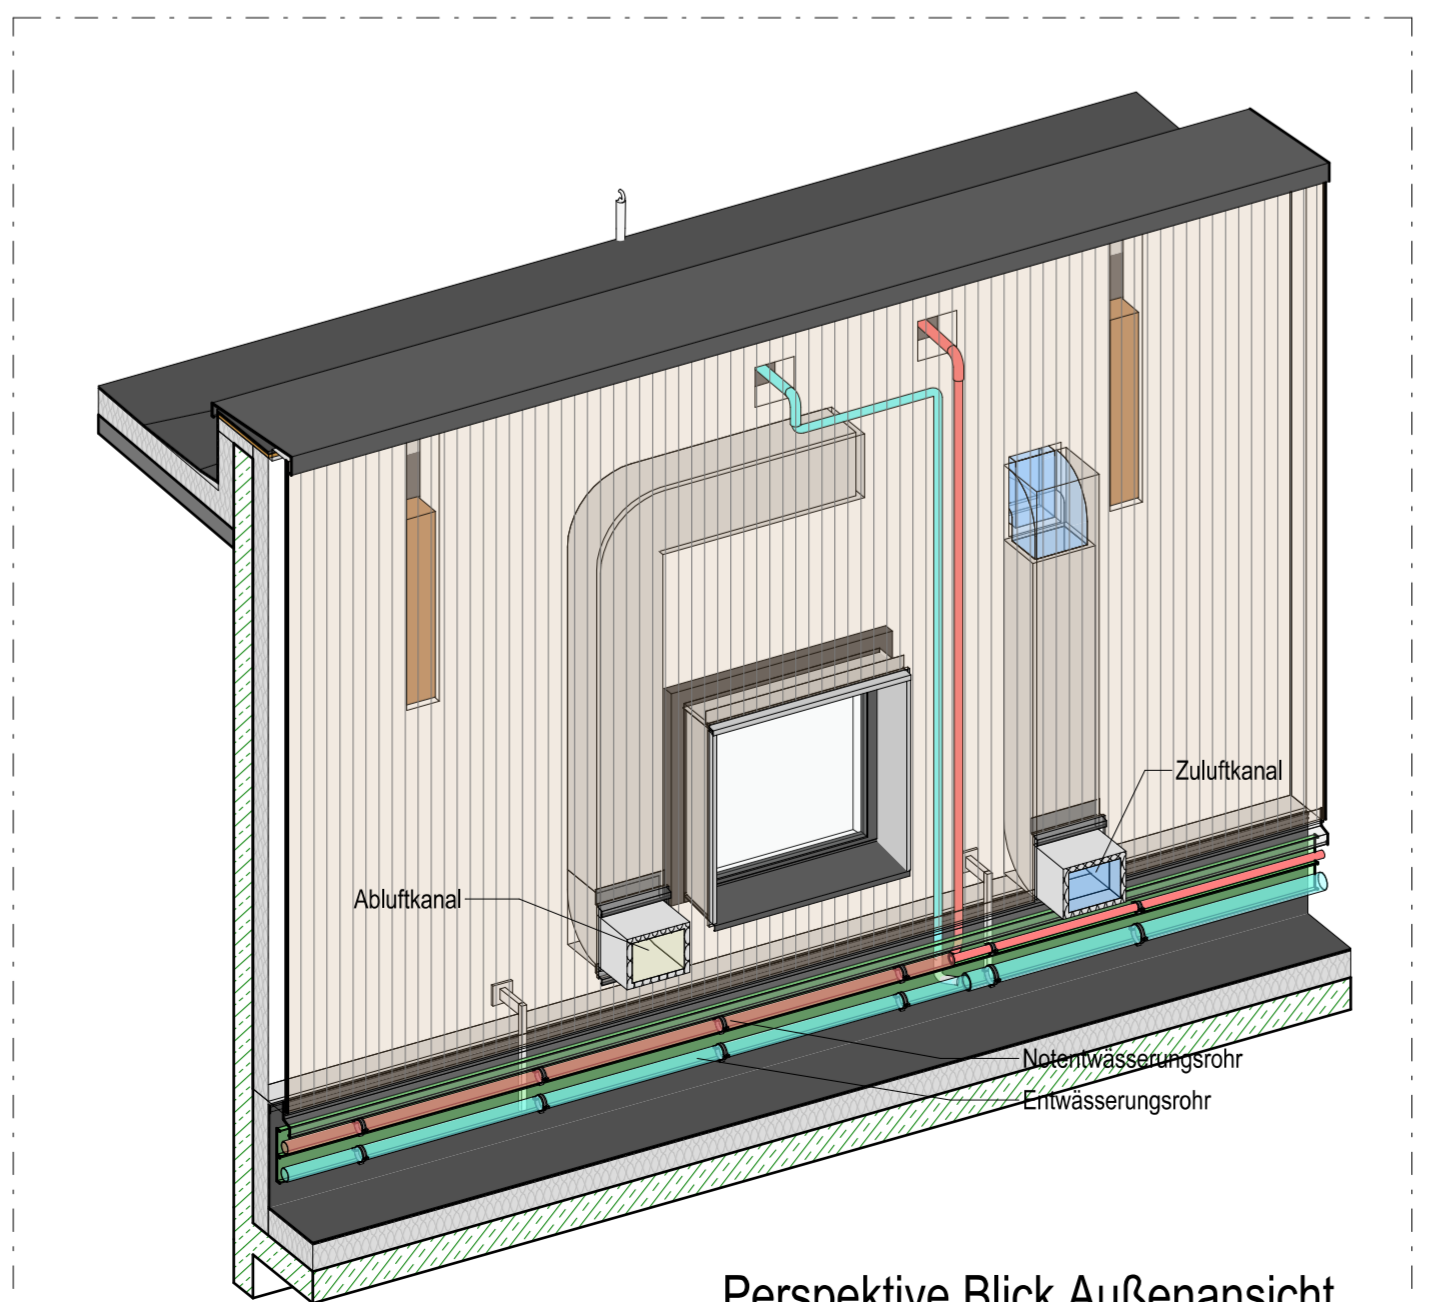 Zuluftkanal
Abluftkanal
Notentwässerungsrohr
Entwässerungsrohr
Perspektive Blick Außenansicht